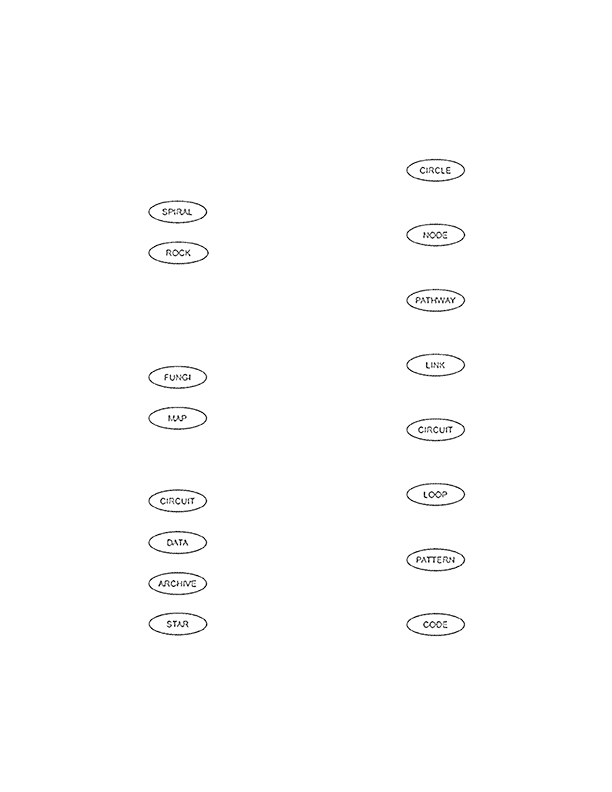 SPIRAL
ROCK
FUNGI
MAP
CIRCUIT
DATA
ARCHIVE
STAR
CIRCLE
NODE
PATHWAY
LINK
CIRCUIT
LOOP
PATTERN
CODE